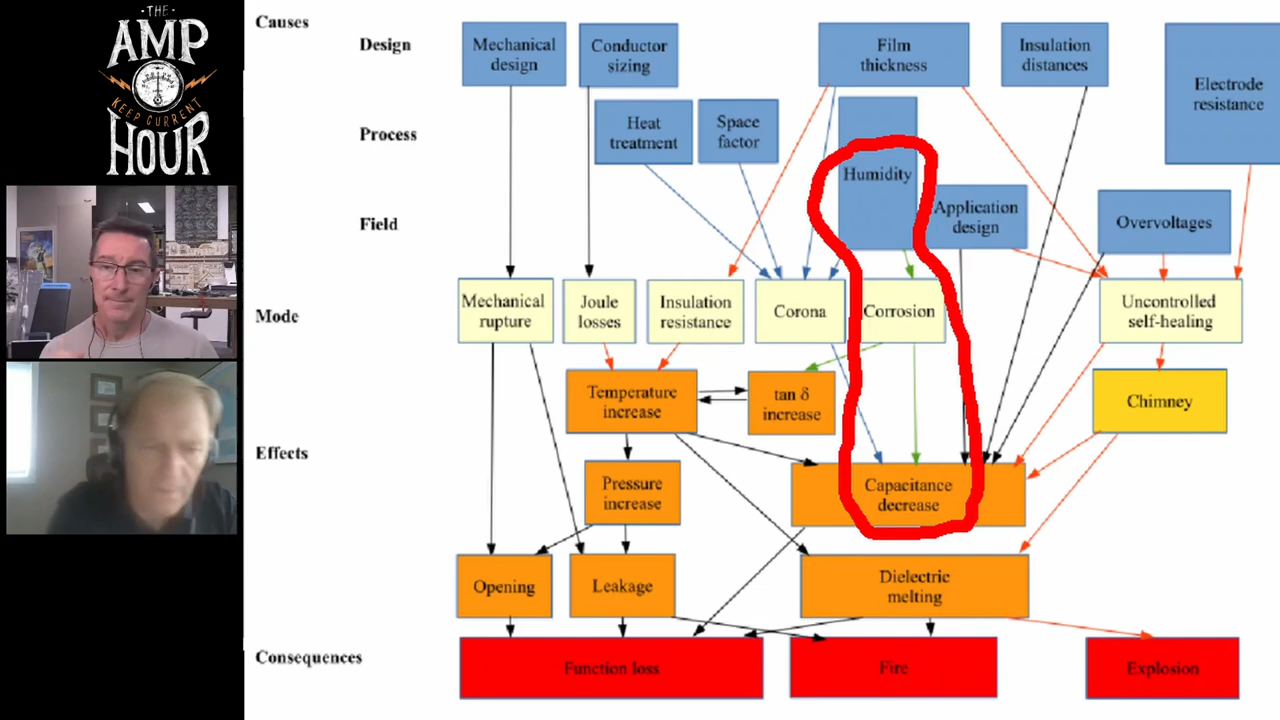 ·THE·
AMP
KEEP CURRENT
HOUR
Causes
Design
Mechanical
design
Conductor
sizing
Film
thickness
Insulation
distances
Electrode
resistance
Process
Heat
treatment
Space
factor
Humidity
Field
Application
design
Overvoltages
Mode
Mechanical
rupture
Joule
losses
Insulation
resistance
Corona
Corrosion
Uncontrolled
self-healing
Effects
Temperature
increase
tan δ
increase
Chimney
Pressure
increase
Capacitance
decrease
Opening
Leakage
Dielectric
melting
Consequences
Function loss
Fire
Explosion